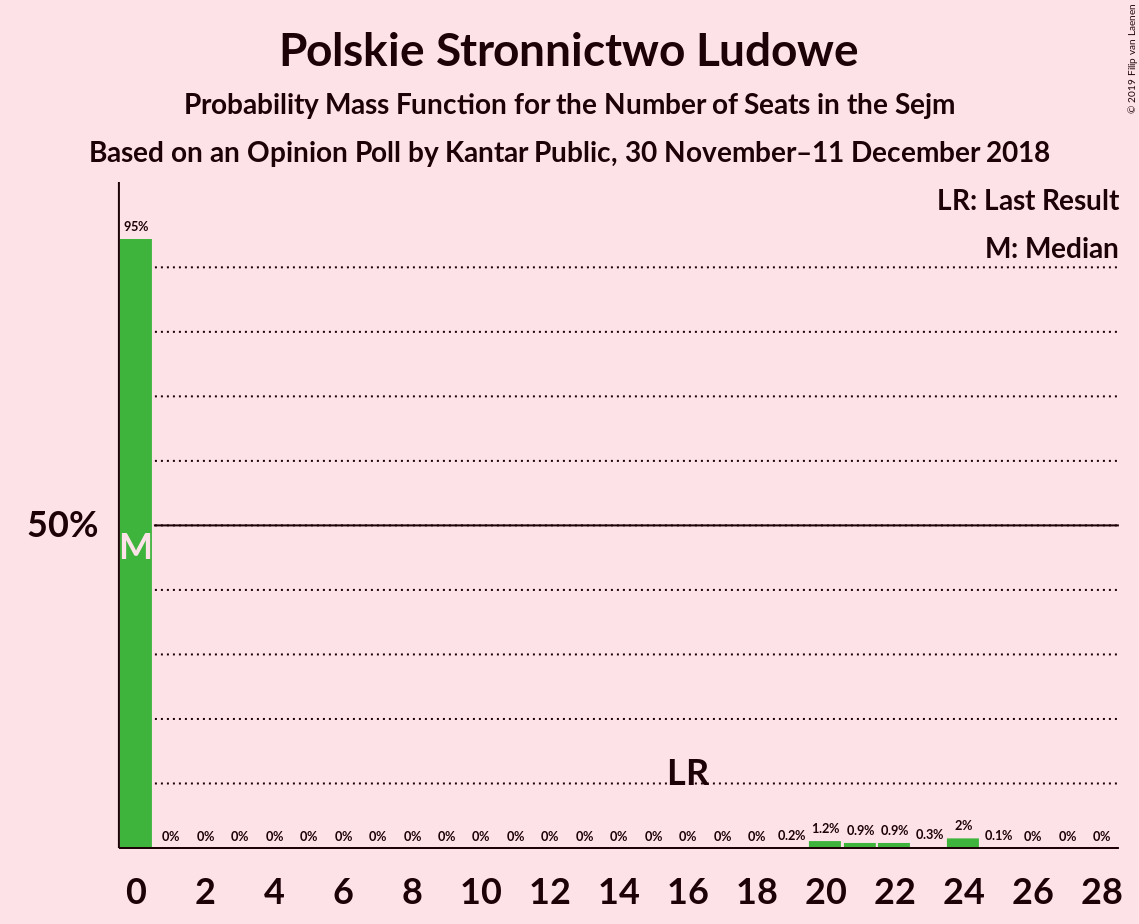 Polskie Stronnictwo Ludowe
Probability Mass Function for the Number of Seats in the Sejm
Based on an Opinion Poll by Kantar Public, 30 November–11 December 2018
© 2019 Filip van Laenen
LR: Last Result
M: Median
95%
50%
M
LR
0% 0% 0% 0% 0% 0% 0% 0% 0% 0% 0% 0% 0% 0% 0% 0% 0% 0% 0.2% 1.2% 0.9% 0.9% 0.3% 2% 0.1% 0% 0% 0%
0 2 4 6 8 10 12 14 16 18 20 22 24 26 28